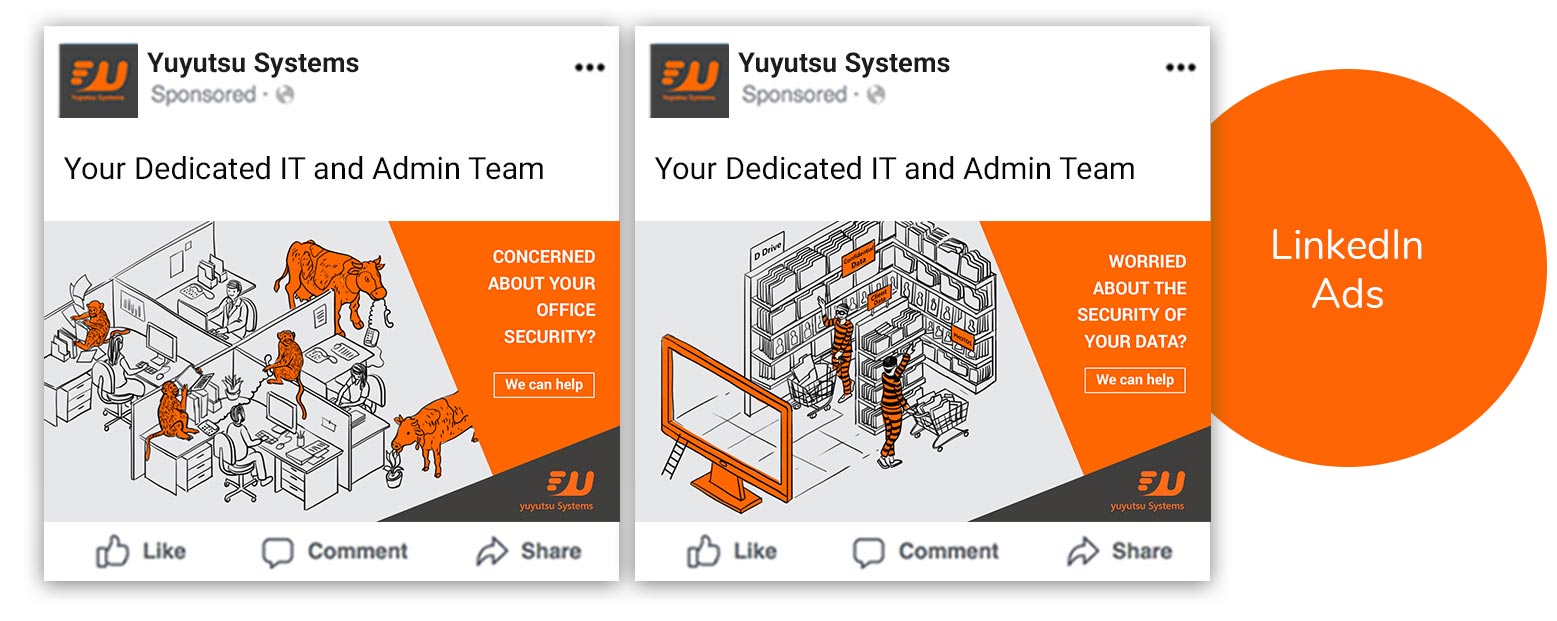 Yuyutsu Systems
Sponsored ·
Your Dedicated IT and Admin Team
CONCERNED
ABOUT YOUR
OFFICE
SECURITY?
We can help
yuyutsu Systems
Like
Comment
Share
Yuyutsu Systems
Sponsored ·
Your Dedicated IT and Admin Team
D Drive
Confidential
Data
Client
Data
PHOTOS
WORRIED
ABOUT THE
SECURITY OF
YOUR DATA?
We can help
yuyutsu Systems
Like
Comment
Share
LinkedIn
Ads